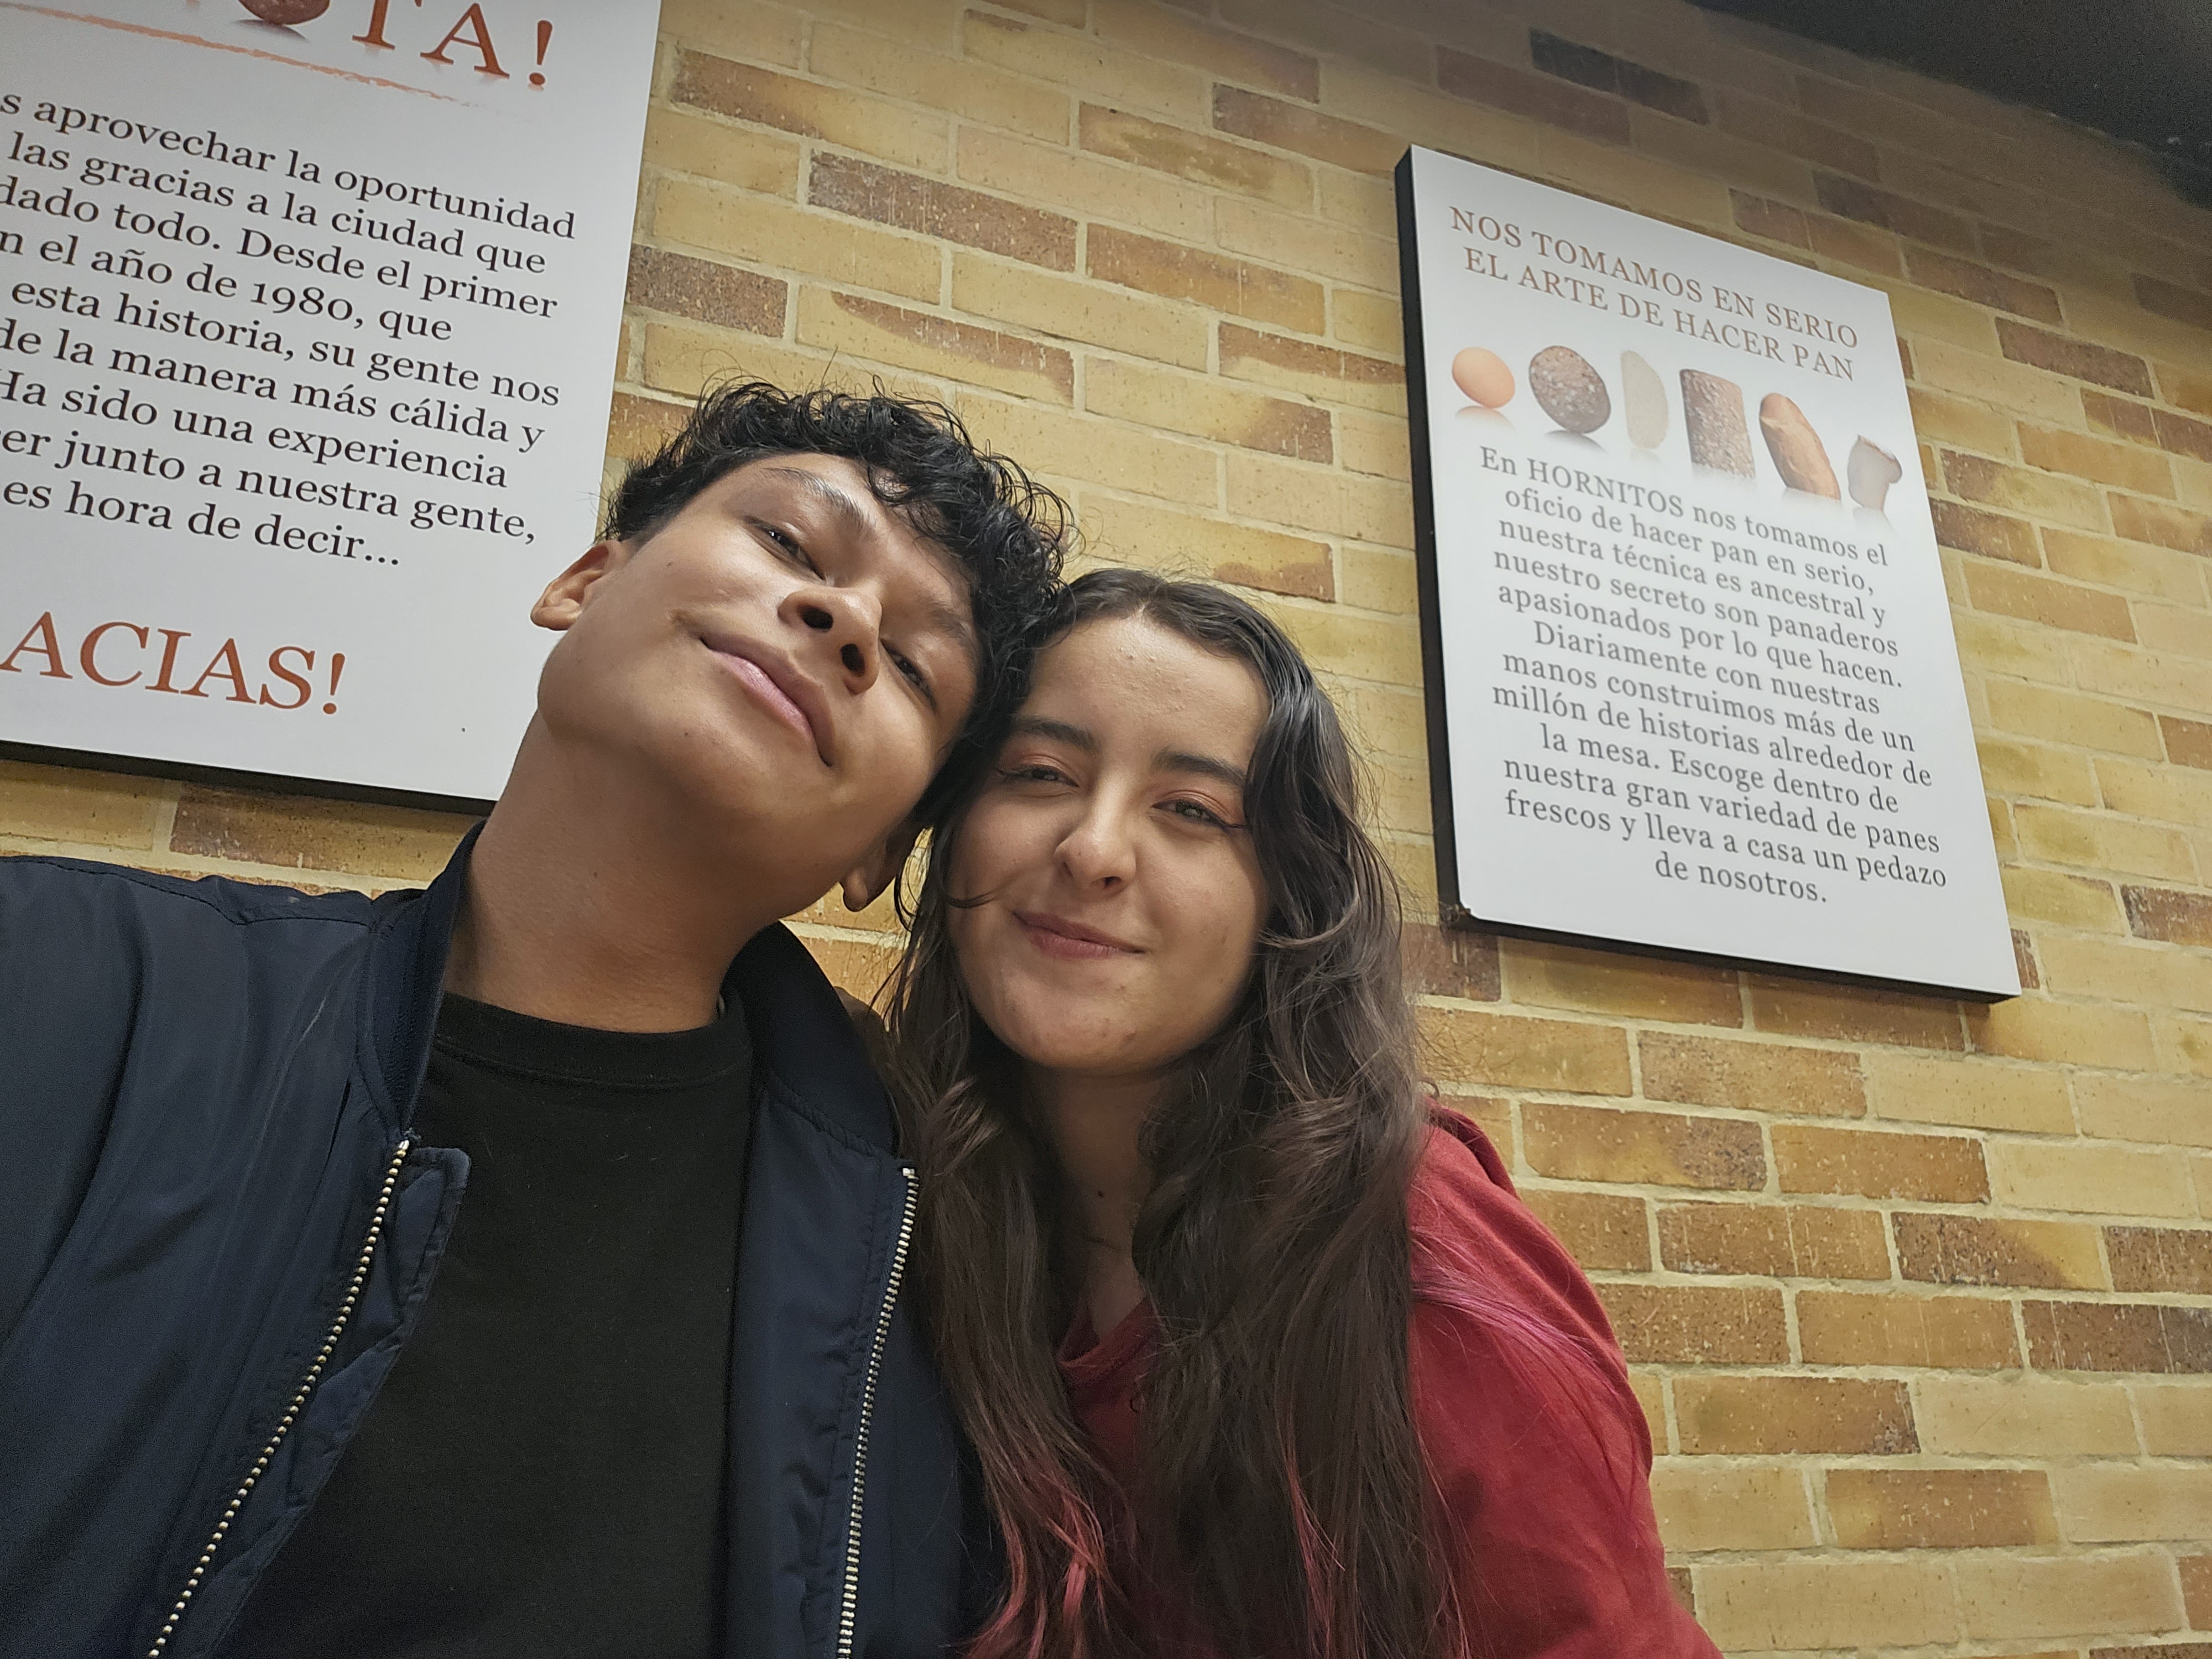 TA!
s aprovechar la oportunidad
las gracias a la ciudad que
dado todo. Desde el primer
n el año de 1980, que
esta historia, su gente nos
de la manera más cálida y
Ha sido una experiencia
er junto a nuestra gente,
es hora de decir...
ACIAS!
NOS TOMAMOS EN SERIO
EL ARTE DE HACER PAN
En HORNITOS nos tomamos el
oficio de hacer pan en serio,
nuestra técnica es ancestral y
nuestro secreto son panaderos
apasionados por lo que hacen.
Diariamente con nuestras
manos construimos más de un
millón de historias alrededor de
la mesa. Escoge dentro de
nuestra gran variedad de panes
frescos y lleva a casa un pedazo
de nosotros.